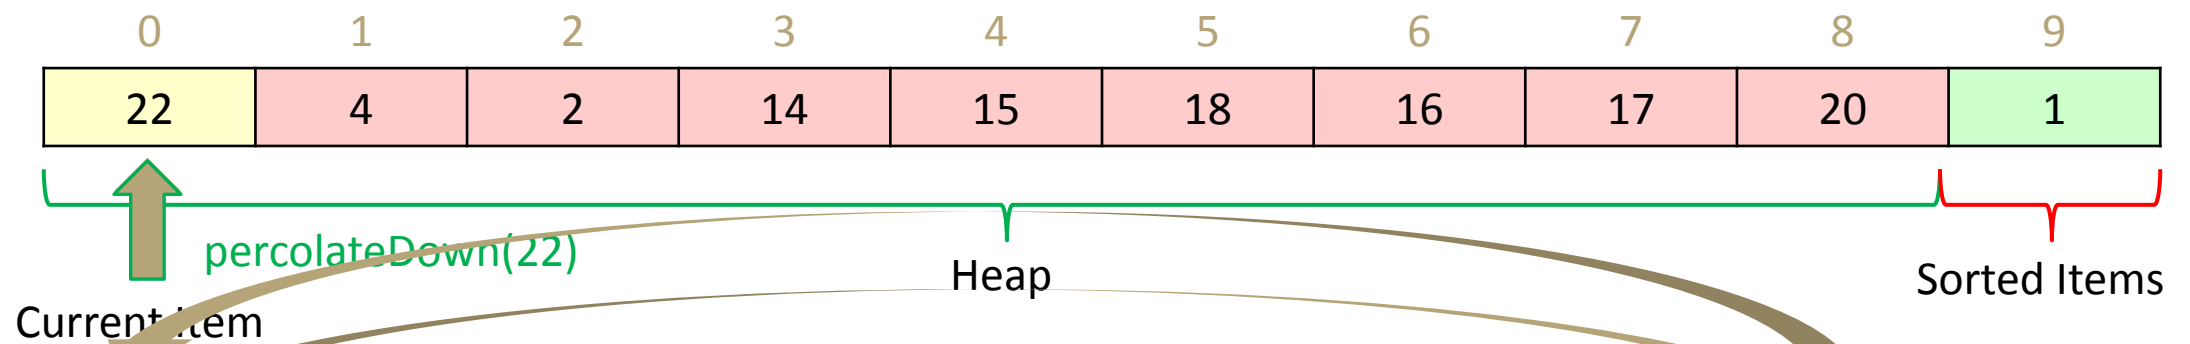 0 1 2 3 4 5 6 7 8 9
22 4 2 14 15 18 16 17 20 1
percolateDown(22)
Heap
Sorted Items
Current Item